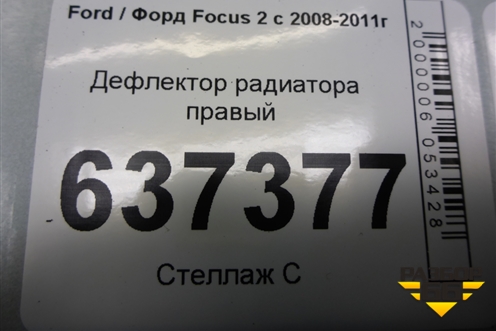 Ford / Форд Focus 2 с 2008-2011г
Дефлектор радиатора
правый
637377
Стеллаж С
2000006053428